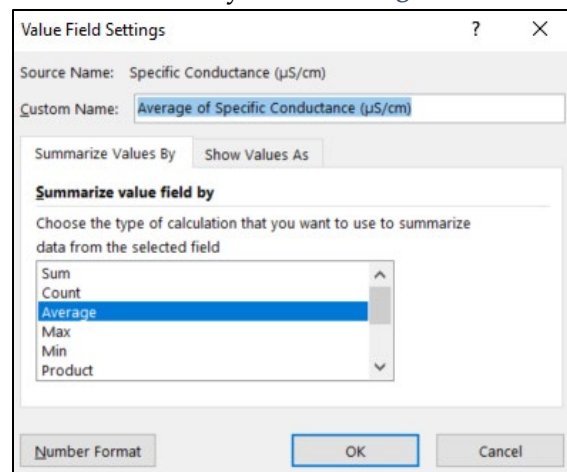 Value Field Settings ? ×
Source Name: Specific Conductance (µS/cm)
Custom Name: Average of Specific Conductance (µS/cm)
Summarize Values By Show Values As
Summarize value field by
Choose the type of calculation that you want to use to summarize
data from the selected field
Sum
Count
Average
Max
Min
Product
Number Format OK Cancel